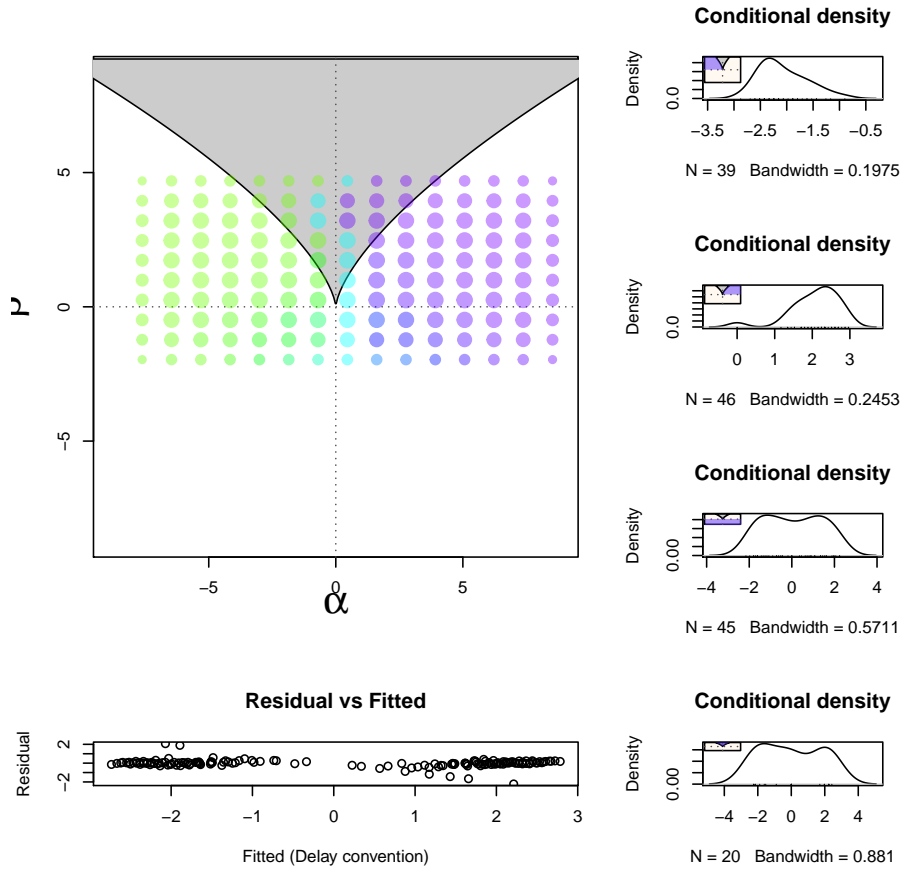 5
0
−5
−5
0
5
α
Conditional density
Density
0.0
−3.5
−2.5
−1.5
−0.5
N = 39 Bandwidth = 0.1975
Conditional density
Density
0.0
0
1
2
3
N = 46 Bandwidth = 0.2453
Conditional density
Density
0.00
−4
−2
0
2
4
N = 45 Bandwidth = 0.5711
Residual vs Fitted
Residual
2
−2
−2
−1
0
1
2
3
Fitted (Delay convention)
Conditional density
Density
0.00
−4
−2
0
2
4
N = 20 Bandwidth = 0.881